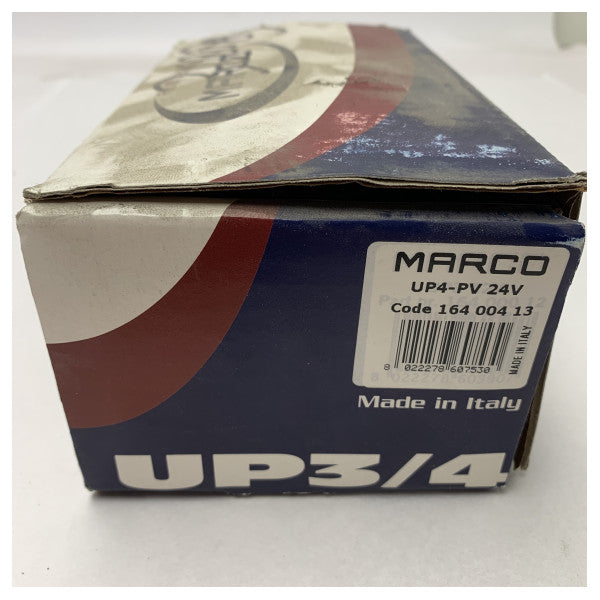 MARCO
UP4-PV 24V
Code 164 004 13
8 022278 607530
MADE IN ITALY
Made in Italy
UP3/4